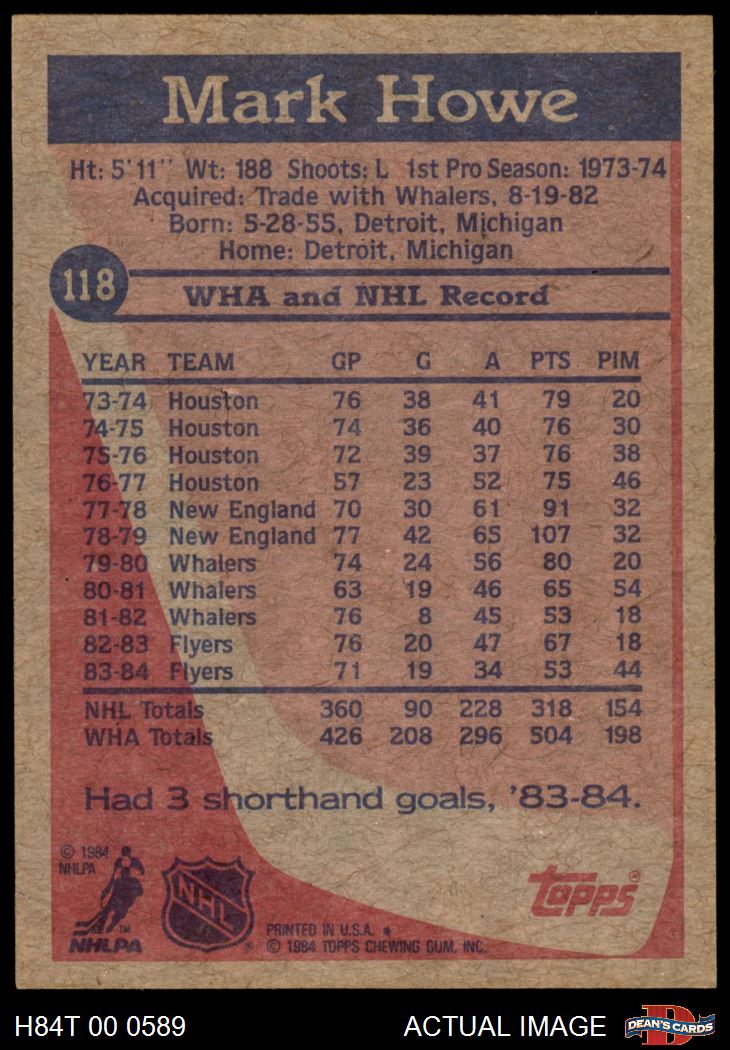 Mark Howe
Ht: 5'11" Wt: 188 Shoots: L 1st Pro Season: 1973-74
Acquired: Trade with Whalers, 8-19-82
Born: 5-28-55, Detroit, Michigan
Home: Detroit, Michigan
118
WHA and NHL Record
YEAR TEAM GP G A PTS PIM
73-74 Houston 76 38 41 79 20
74-75 Houston 74 36 40 76 30
75-76 Houston 72 39 37 76 38
76-77 Houston 57 23 52 75 46
77-78 New England 70 30 61 91 32
78-79 New England 77 42 65 107 32
79-80 Whalers 74 24 56 80 20
80-81 Whalers 63 19 46 65 54
81-82 Whalers 76 8 45 53 18
82-83 Flyers 76 20 47 67 18
83-84 Flyers 71 19 34 53 44
NHL Totals 360 90 228 318 154
WHA Totals 426 208 296 504 198
Had 3 shorthand goals, '83-84.
© 1984
NHLPA
TM
NHLPA
NHL
®
PRINTED IN U.S.A. *
© 1984 TOPPS CHEWING GUM, INC.
Topps®
H84T 00 0589
ACTUAL IMAGE
D
DEAN'S CARDS